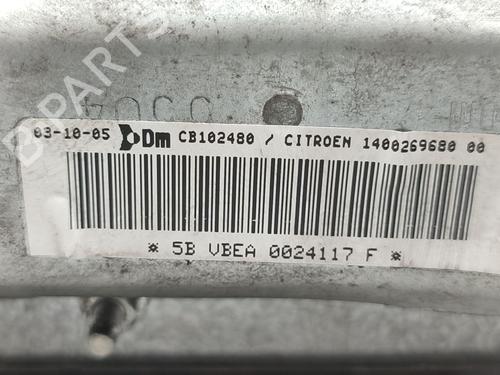 B-PARTS
03-10-05 Dm CB102480 / CITROEN 1400269680 00
* 5B VBEA 0024117 F *